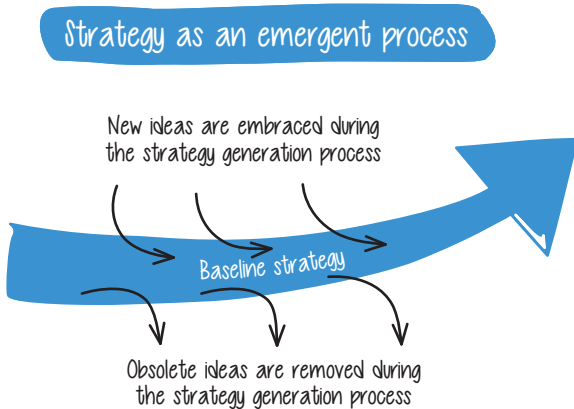 Strategy as an emergent process
New ideas are embraced during
the strategy generation process
Baseline strategy
Obsolete ideas are removed during
the strategy generation process